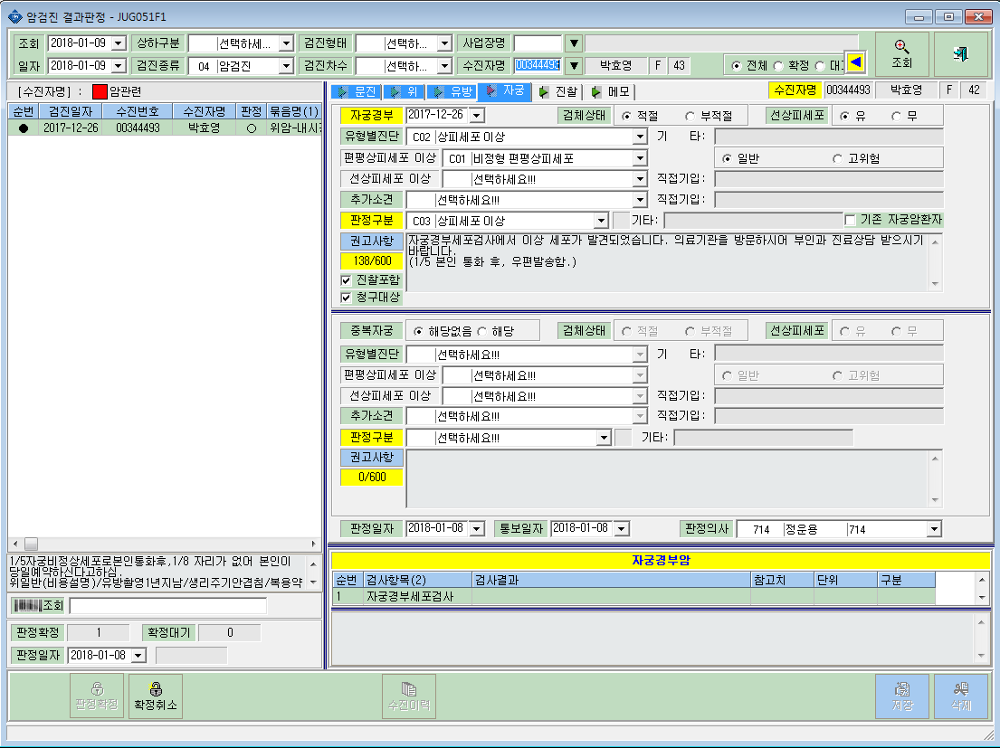 암검진 결과판정 - JUG051F1
조회 2018-01-09 상하구분 선택하세... 검진형태 선택하... 사업장명
일자 2018-01-09 검진종류 04 암검진 검진차수 선택하... 수진자명 00344493 박효영 F 43 전체 확정
조회
[수진자명] : 암관련
문진 위 유방 자궁 진찰 메모 수진자명 00344493 박효영 F 42
순번 검진일자 수진번호 수진자명 판정 묶음명(1)
● 2017-12-26 00344493 박효영 ○ 위암-내시
자궁경부 2017-12-26 검체상태 적절 부적절 선상피세포 유 무
유형별진단 C02 상피세포 이상 기 타:
편평상피세포 이상 C01 비정형 편평상피세포 일반 고위험
선상피세포 이상 선택하세요!!! 직접기입:
추가소견 선택하세요!!! 직접기입:
판정구분 C03 상피세포 이상 기타: 기존 자궁암환자
권고사항 자궁경부세포검사에서 이상 세포가 발견되었습니다. 의료기관을 방문하시어 부인과 진료상담 받으시기
바랍니다.
138/600 (1/5 본인 통화 후, 우편발송함.)
진찰포함
청구대상
중복자궁 해당없음 해당 검체상태 적절 부적절 선상피세포 유 무
유형별진단 선택하세요!!! 기 타:
편평상피세포 이상 선택하세요!!! 일반 고위험
선상피세포 이상 선택하세요!!! 직접기입:
추가소견 선택하세요!!! 직접기입:
판정구분 선택하세요!!! 기타:
권고사항
0/600
판정일자 2018-01-08 통보일자 2018-01-08 판정의사 714 정운용 714
1/5자궁비정상세포로본인통화후,1/8 자리가 없어 본인이
당일예약하신다고하심.
위일반(비용설명)/유방촬영1년지남/생리주기안겹침/복용약
자궁경부암
순번 검사항목(2) 검사결과 참고치 단위 구분
1 자궁경부세포검사
조회
판정확정 1 확정대기 0
판정일자 2018-01-08
판정확정 확정취소 수진이력 저장 삭제